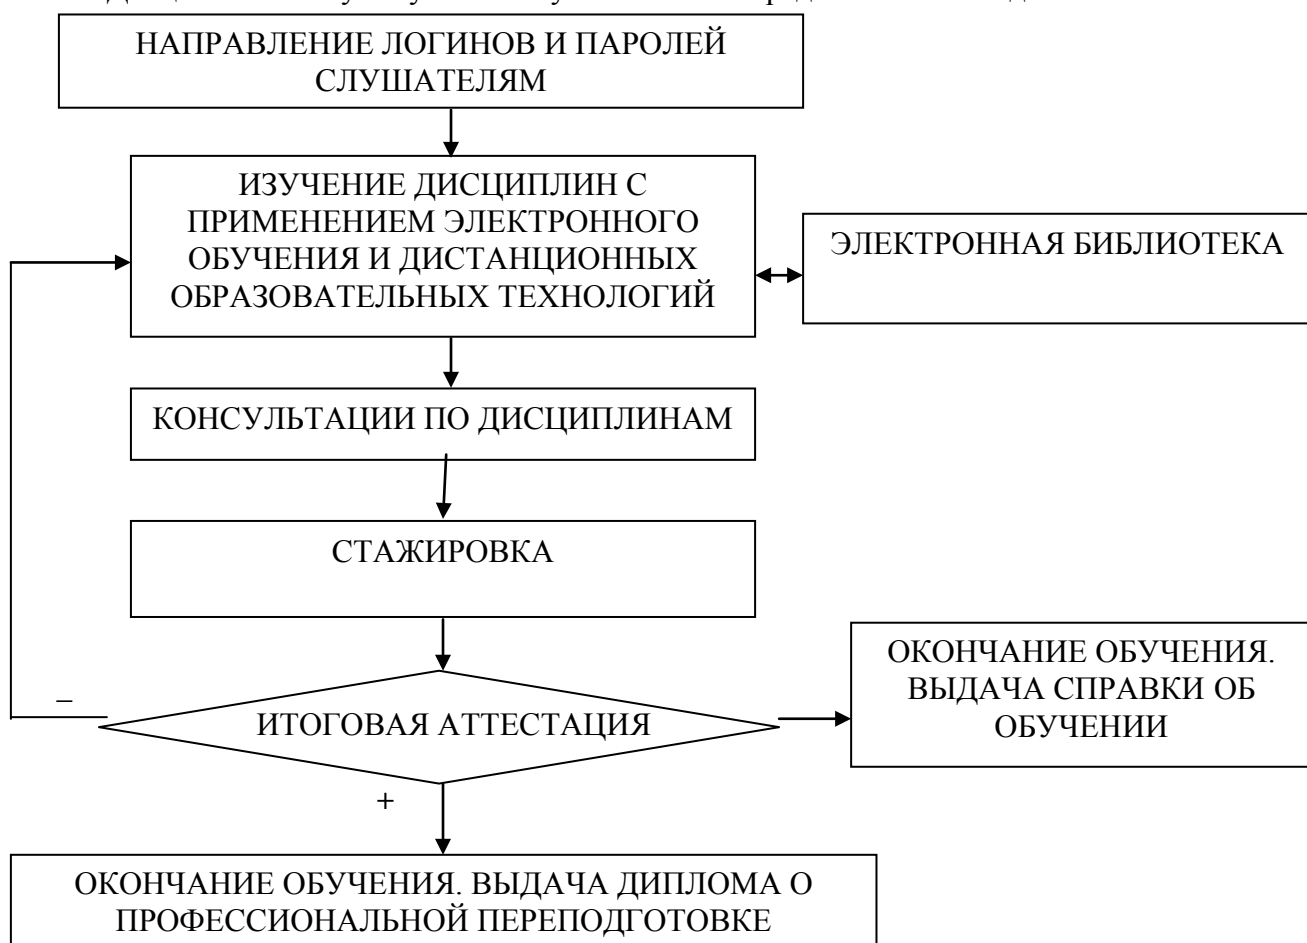 НАПРАВЛЕНИЕ ЛОГИНОВ И ПАРОЛЕЙ
СЛУШАТЕЛЯМ
ИЗУЧЕНИЕ ДИСЦИПЛИН С
ПРИМЕНЕНИЕМ ЭЛЕКТРОННОГО
ОБУЧЕНИЯ И ДИСТАНЦИОННЫХ
ОБРАЗОВАТЕЛЬНЫХ ТЕХНОЛОГИЙ
ЭЛЕКТРОННАЯ БИБЛИОТЕКА
КОНСУЛЬТАЦИИ ПО ДИСЦИПЛИНАМ
СТАЖИРОВКА
ОКОНЧАНИЕ ОБУЧЕНИЯ.
ВЫДАЧА СПРАВКИ ОБ
ОБУЧЕНИИ
–
ИТОГОВАЯ АТТЕСТАЦИЯ
+
ОКОНЧАНИЕ ОБУЧЕНИЯ. ВЫДАЧА ДИПЛОМА О
ПРОФЕССИОНАЛЬНОЙ ПЕРЕПОДГОТОВКЕ